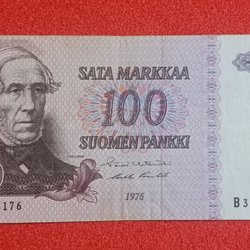 SATA MARKKAA
100
SUOMEN PANKKI
1976
176
B3